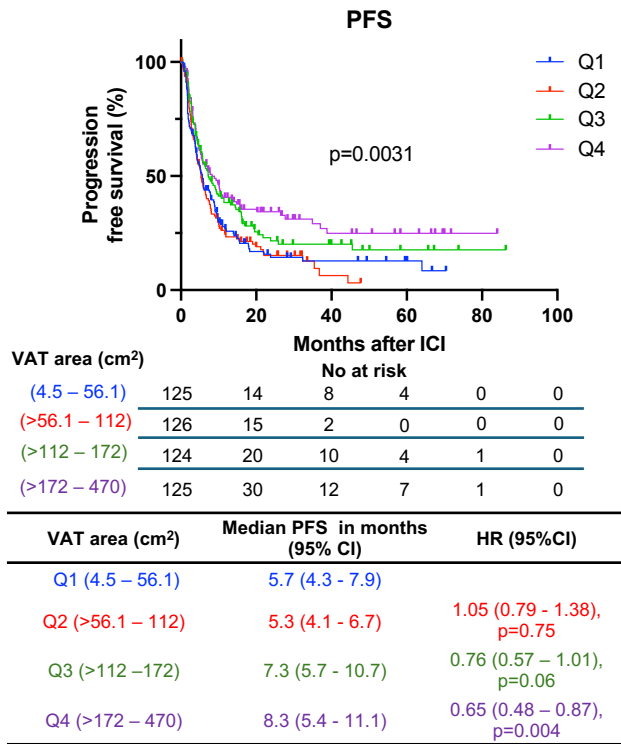 PFS
Progression
free survival (%)
100
50
0
p=0.0031
Q1
Q2
Q3
Q4
0 20 40 60 80 100
Months after ICI
VAT area (cm²)
No at risk
(4.5 – 56.1) 125 14 8 4 0 0
(>56.1 – 112) 126 15 2 0 0 0
(>112 – 172) 124 20 10 4 1 0
(>172 – 470) 125 30 12 7 1 0
VAT area (cm²) Median PFS in months (95% CI) HR (95%CI)
Q1 (4.5 – 56.1) 5.7 (4.3 - 7.9)
Q2 (>56.1 – 112) 5.3 (4.1 - 6.7) 1.05 (0.79 - 1.38), p=0.75
Q3 (>112 –172) 7.3 (5.7 - 10.7) 0.76 (0.57 – 1.01), p=0.06
Q4 (>172 – 470) 8.3 (5.4 - 11.1) 0.65 (0.48 – 0.87), p=0.004